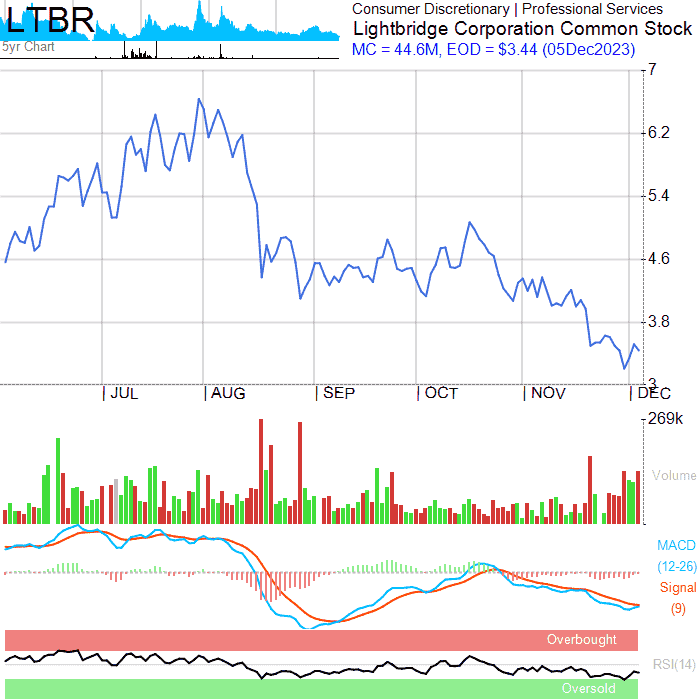 LTBR
5yr Chart
Consumer Discretionary | Professional Services
Lightbridge Corporation Common Stock
MC = 44.6M, EOD = $3.44 (05Dec2023)
7
6.2
5.4
4.6
3.8
3
JUL AUG SEP OCT NOV DEC
269k
Volume
MACD
(12-26)
Signal
(9)
Overbought
RSI(14)
Oversold